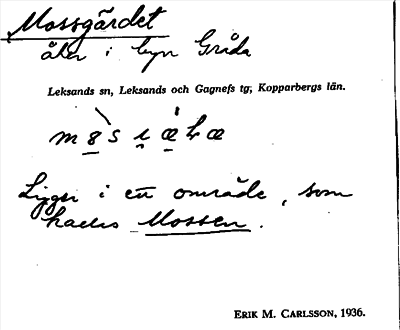 Mossgärdet
åker i byn Gråda
Leksands sn, Leksands och Gagnefs tg, Kopparbergs län.
Ligger i ett område, som
kallas Mossen.
ERIK M. CARLSSON, 1936.